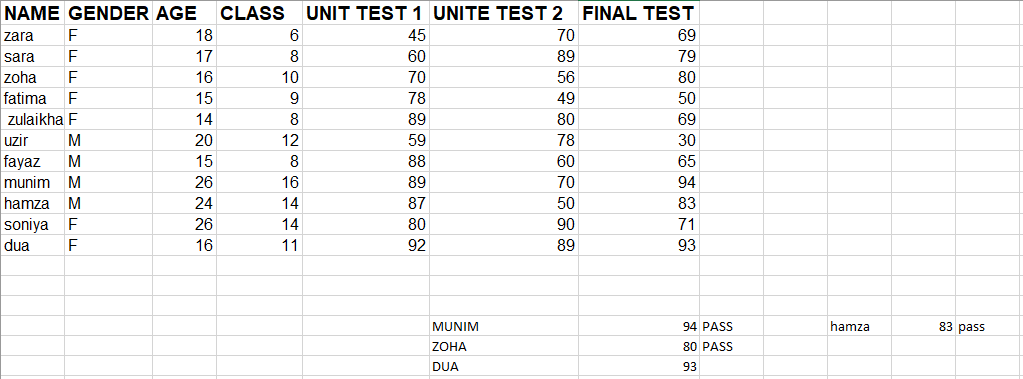 NAME GENDER AGE CLASS UNIT TEST 1 UNITE TEST 2 FINAL TEST
zara F 18 6 45 70 69
sara F 17 8 60 89 79
zoha F 16 10 70 56 80
fatima F 15 9 78 49 50
zulaikha F 14 8 89 80 69
uzir M 20 12 59 78 30
fayaz M 15 8 88 60 65
munim M 26 16 89 70 94
hamza M 24 14 87 50 83
soniya F 26 14 80 90 71
dua F 16 11 92 89 93
MUNIM 94 PASS hamza 83 pass
ZOHA 80 PASS
DUA 93